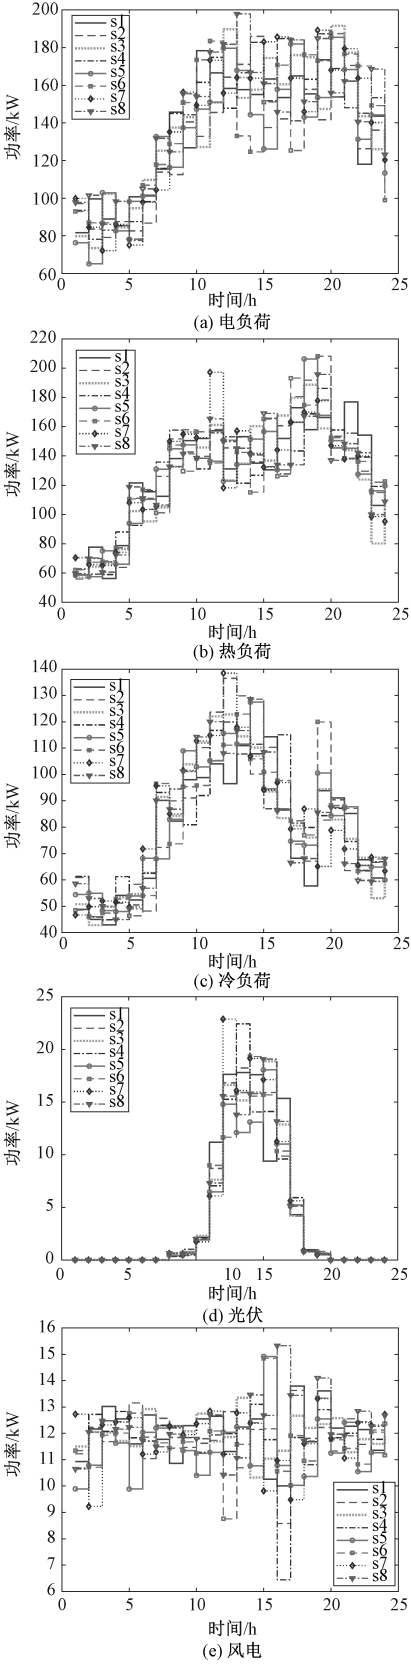 200
180
160
140
120
100
80
60
功率/kW
s1
s2
s3
s4
s5
s6
s7
s8
0 5 10 15 20 25
时间/h
(a) 电负荷
220
200
180
160
140
120
100
80
60
40
功率/kW
s1
s2
s3
s4
s5
s6
s7
s8
0 5 10 15 20 25
时间/h
(b) 热负荷
140
130
120
110
100
90
80
70
60
50
40
功率/kW
s1
s2
s3
s4
s5
s6
s7
s8
0 5 10 15 20 25
时间/h
(c) 冷负荷
25
20
15
10
5
0
功率/kW
s1
s2
s3
s4
s5
s6
s7
s8
0 5 10 15 20 25
时间/h
(d) 光伏
16
15
14
13
12
11
10
9
8
7
6
功率/kW
s1
s2
s3
s4
s5
s6
s7
s8
0 5 10 15 20 25
时间/h
(e) 风电